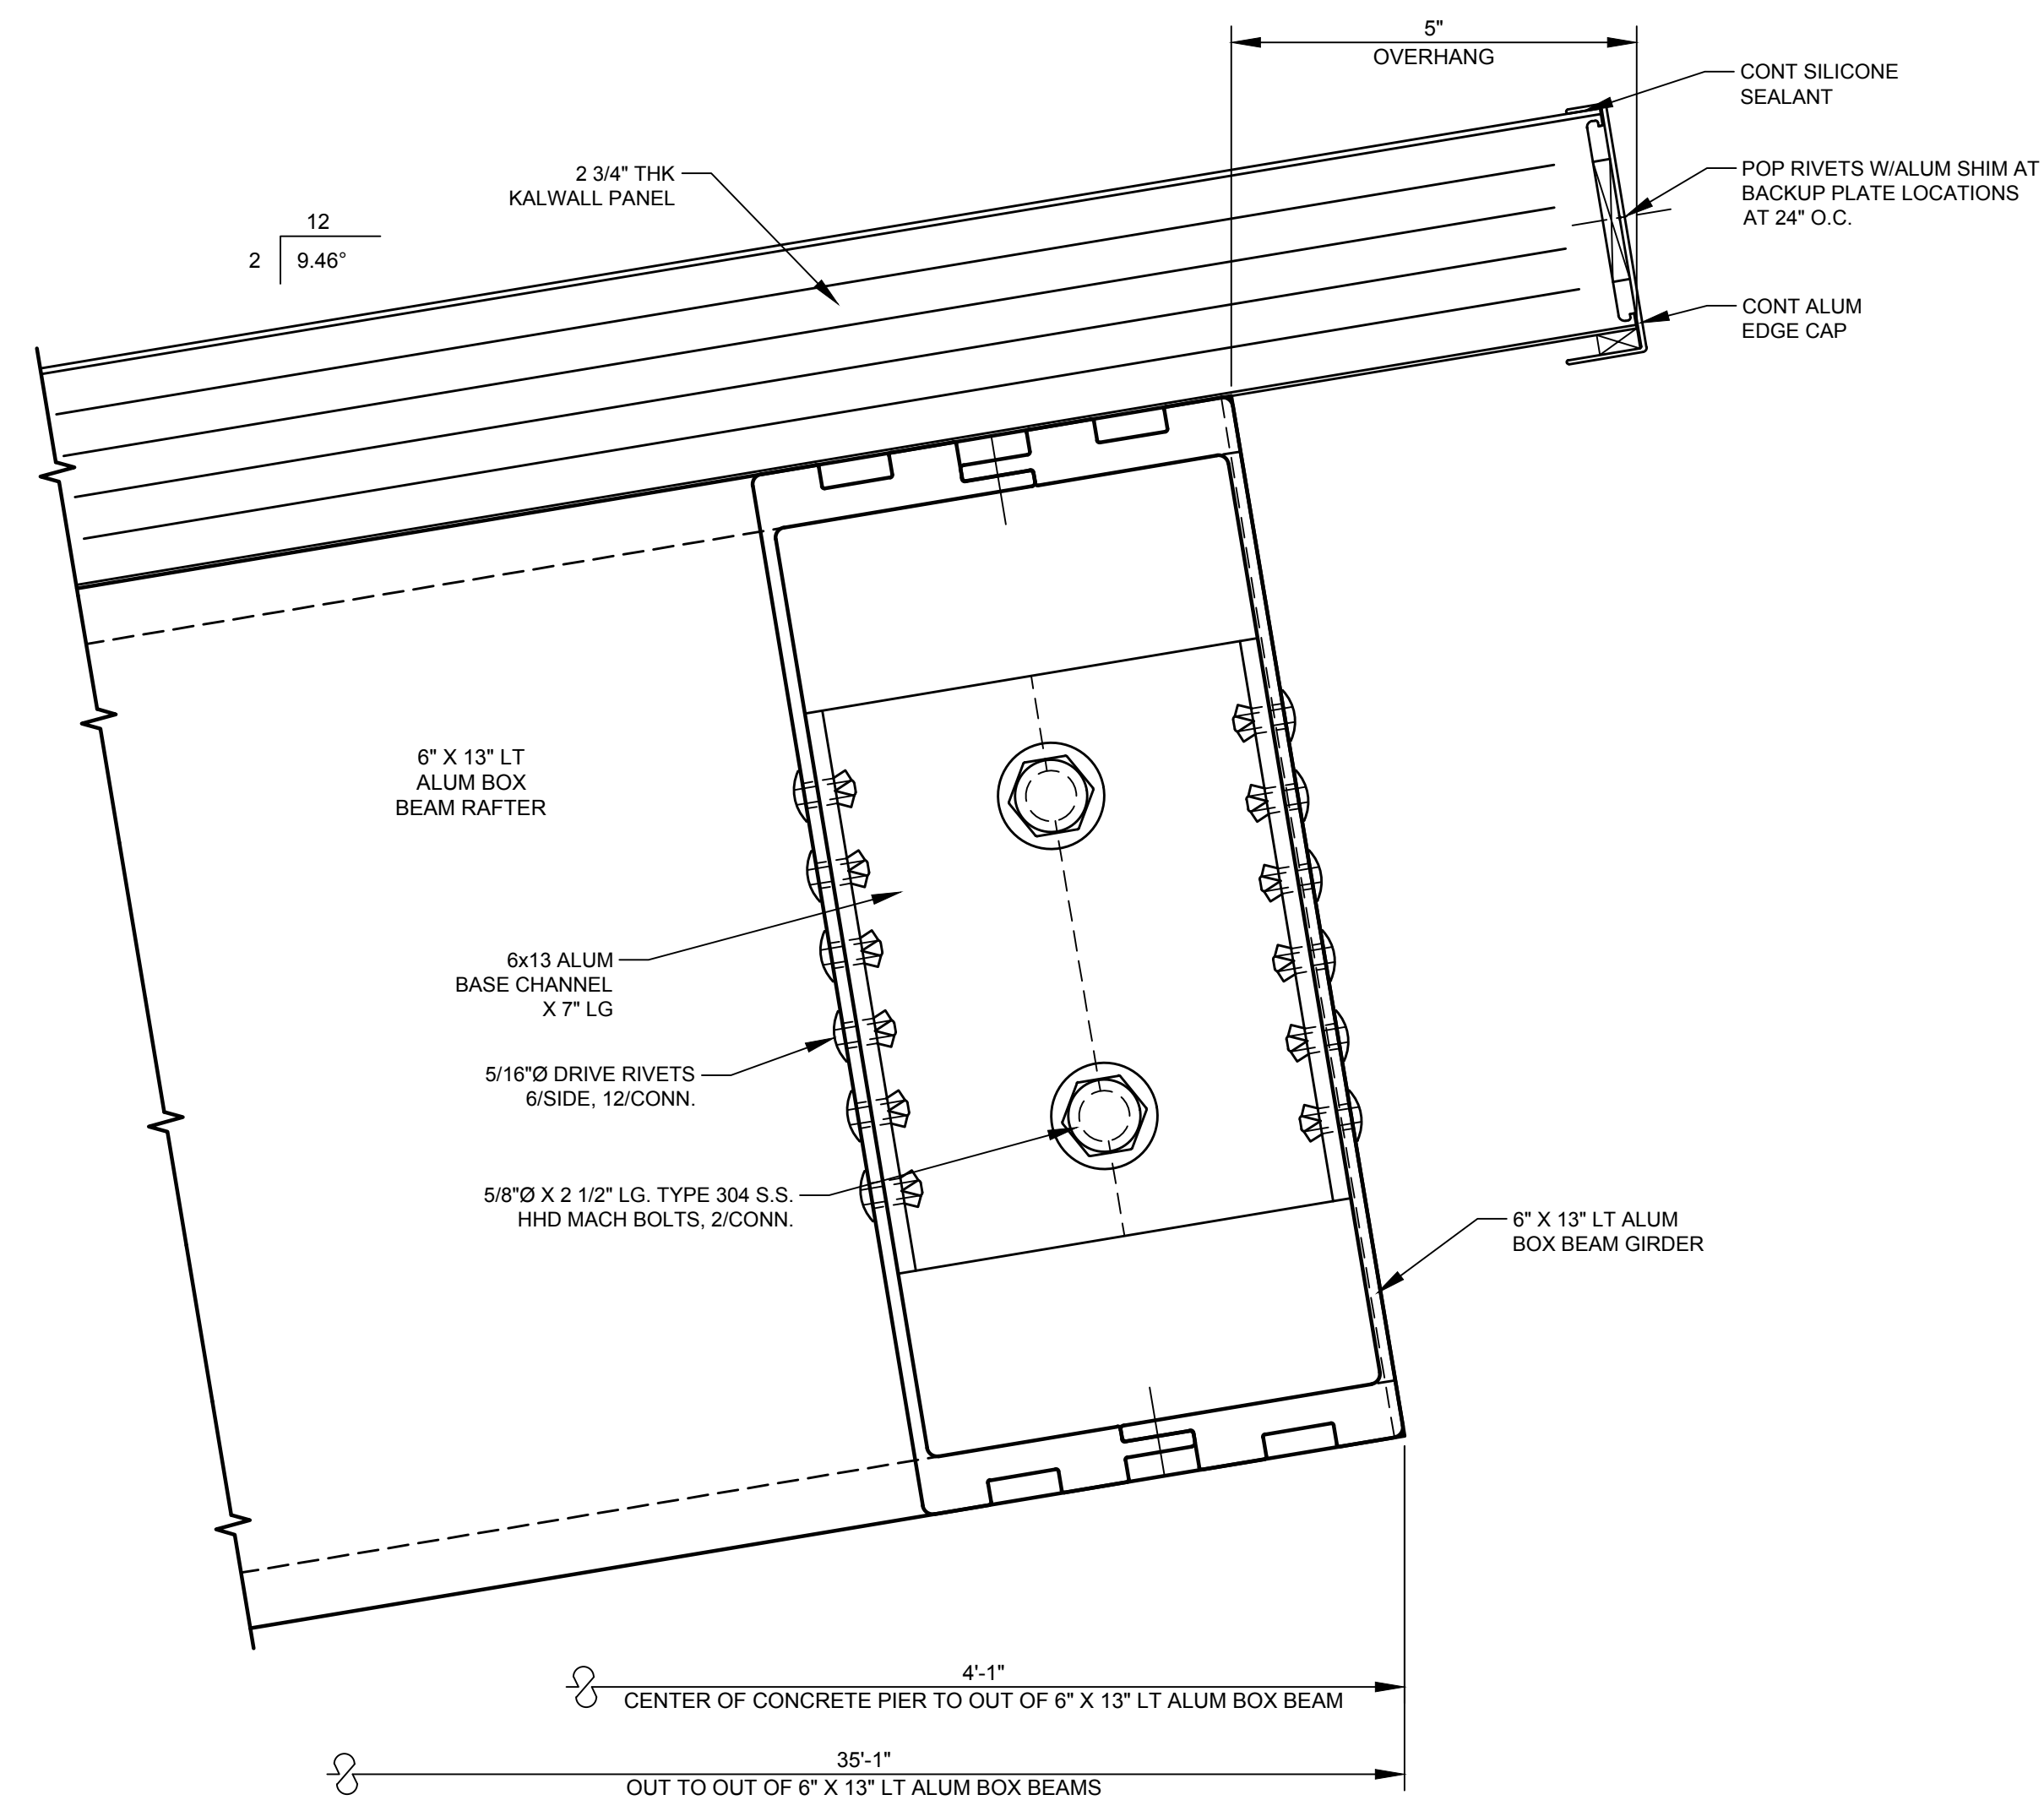 5"
OVERHANG
CONT SILICONE
SEALANT
2 3/4" THK
KALWALL PANEL
POP RIVETS W/ALUM SHIM AT
BACKUP PLATE LOCATIONS
AT 24" O.C.
12
2
9.46°
CONT ALUM
EDGE CAP
6" X 13" LT
ALUM BOX
BEAM RAFTER
6x13 ALUM
BASE CHANNEL
X 7" LG
5/16"Ø DRIVE RIVETS
6/SIDE, 12/CONN.
5/8"Ø X 2 1/2" LG. TYPE 304 S.S.
HHD MACH BOLTS, 2/CONN.
6" X 13" LT ALUM
BOX BEAM GIRDER
4'-1"
CENTER OF CONCRETE PIER TO OUT OF 6" X 13" LT ALUM BOX BEAM
35'-1"
OUT TO OUT OF 6" X 13" LT ALUM BOX BEAMS